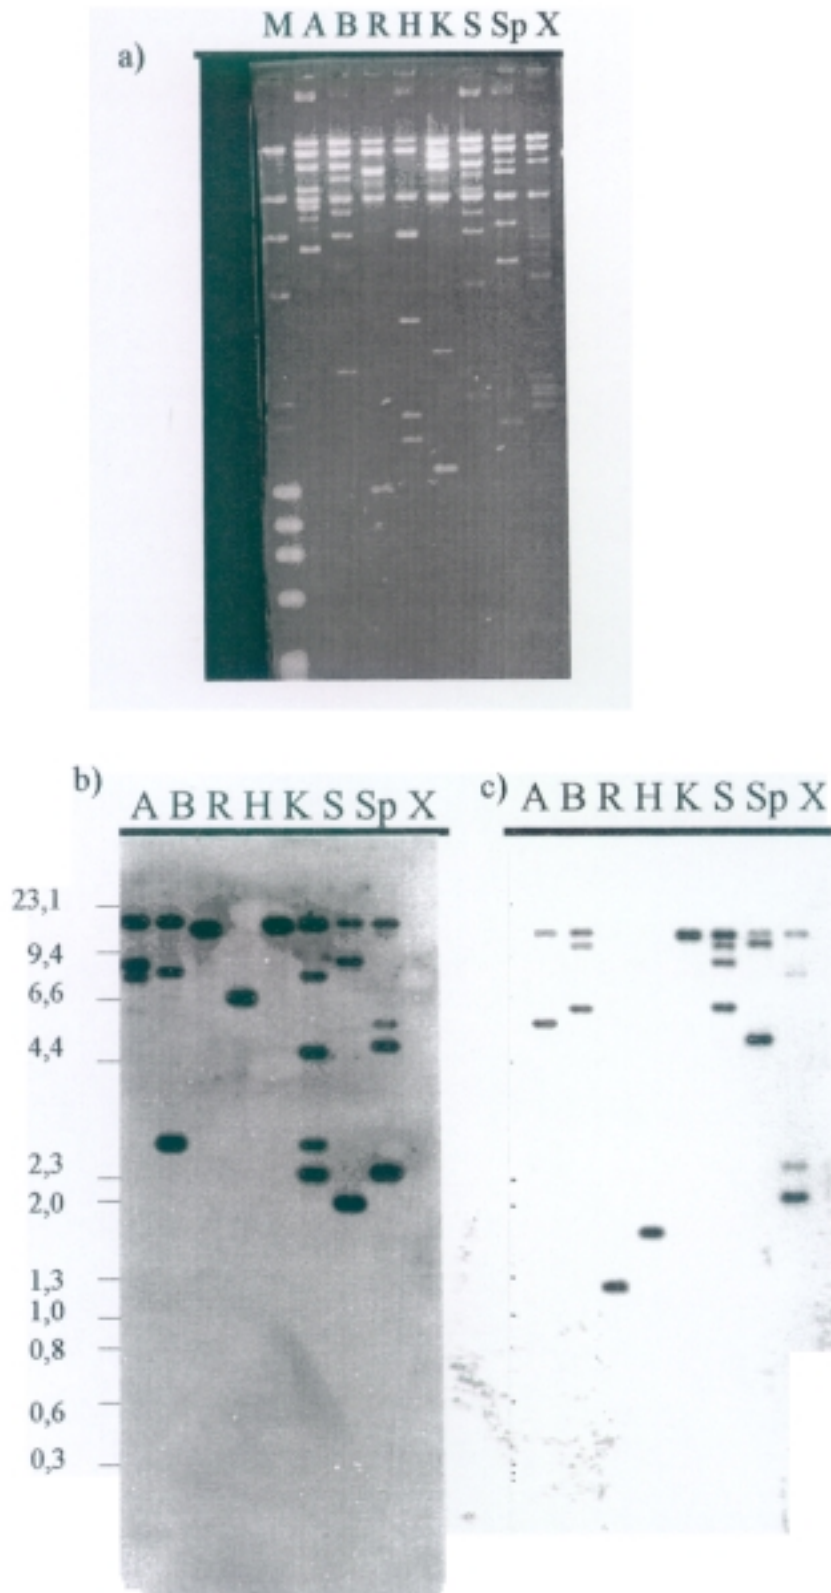 M A B R H K S Sp X
a)
b)
A B R H K S Sp X
c)
A B R H K S Sp X
23,1
9,4
6,6
4,4
2,3
2,0
1,3
1,0
0,8
0,6
0,3